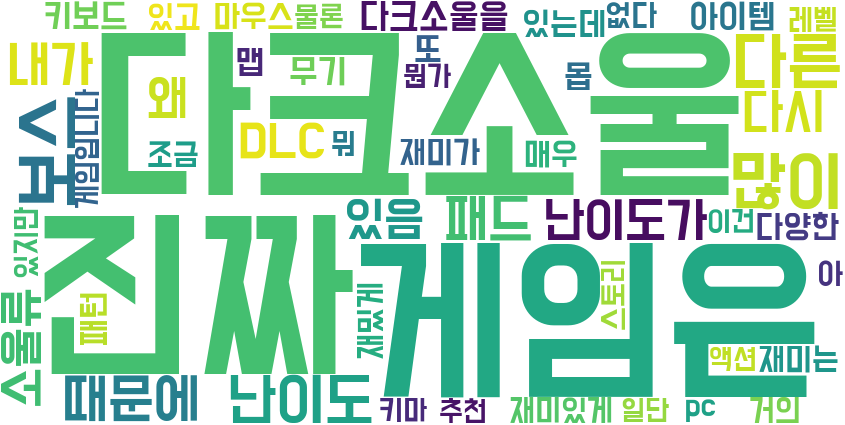 키보드 있고 마우스 물론 다크소울을 있는데 없다 아이템 레벨
내가 맵 무기 또 뭔가 몹 다른
다크소울
왜 다시
보스 게임입니다 조금 DLC 뭐 재미가 매우 많이
있음 패드 난이도가 이건 다양한
진짜 게임은
있지만 패턴 재밌게 스토리 아
소울류 액션 재미는
때문에 난이도 키마 추천 재미있게 일단 pc 거의